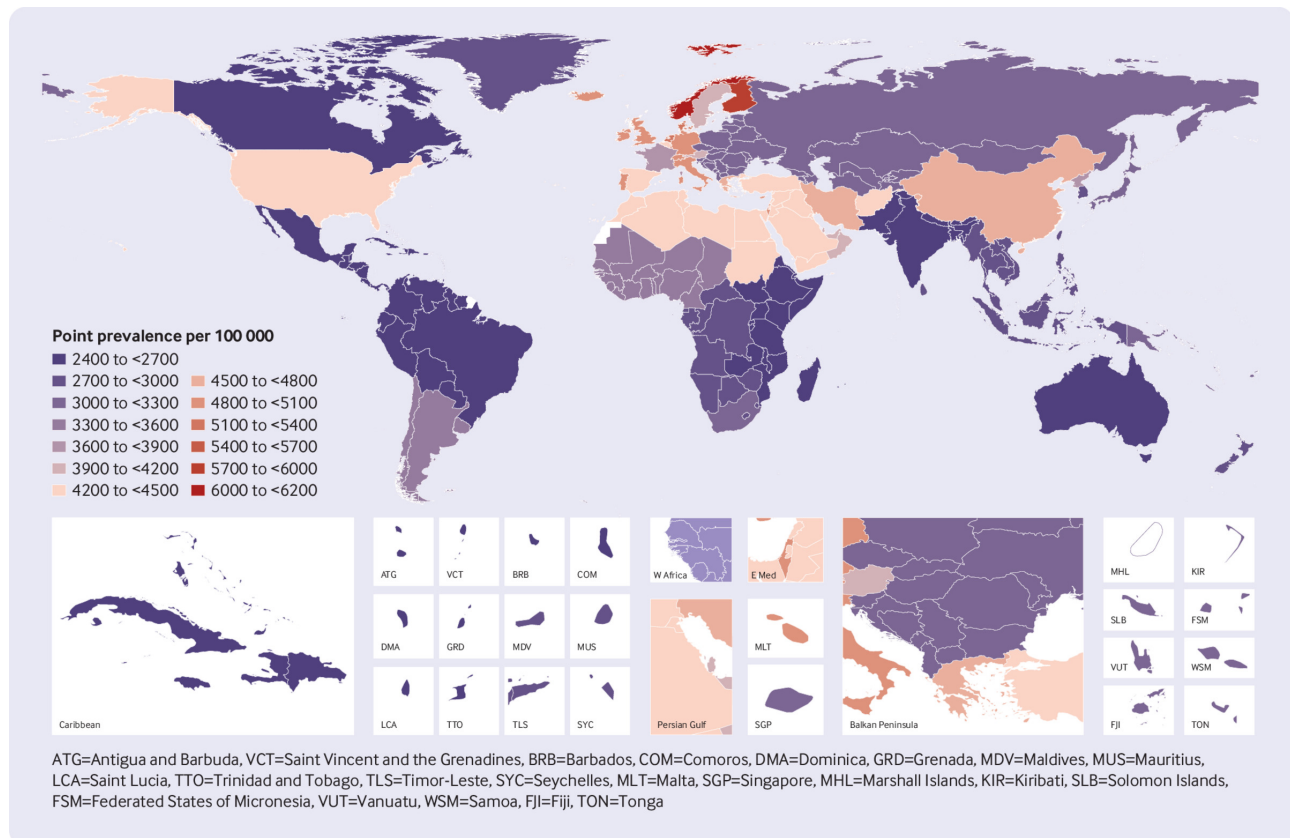 Point prevalence per 100 000
2400 to <2700
2700 to <3000
3000 to <3300
3300 to <3600
3600 to <3900
3900 to <4200
4200 to <4500
4500 to <4800
4800 to <5100
5100 to <5400
5400 to <5700
5700 to <6000
6000 to <6200
Caribbean
ATG
VCT
BRB
COM
DMA
GRD
MDV
MUS
LCA
TTO
TLS
SYC
W Africa
E Med
Persian Gulf
MLT
SGP
Balkan Peninsula
MHL
KIR
SLB
FSM
VUT
WSM
FJI
TON
ATG=Antigua and Barbuda, VCT=Saint Vincent and the Grenadines, BRB=Barbados, COM=Comoros, DMA=Dominica, GRD=Grenada, MDV=Maldives, MUS=Mauritius,
LCA=Saint Lucia, TTO=Trinidad and Tobago, TLS=Timor-Leste, SYC=Seychelles, MLT=Malta, SGP=Singapore, MHL=Marshall Islands, KIR=Kiribati, SLB=Solomon Islands,
FSM=Federated States of Micronesia, VUT=Vanuatu, WSM=Samoa, FJI=Fiji, TON=Tonga